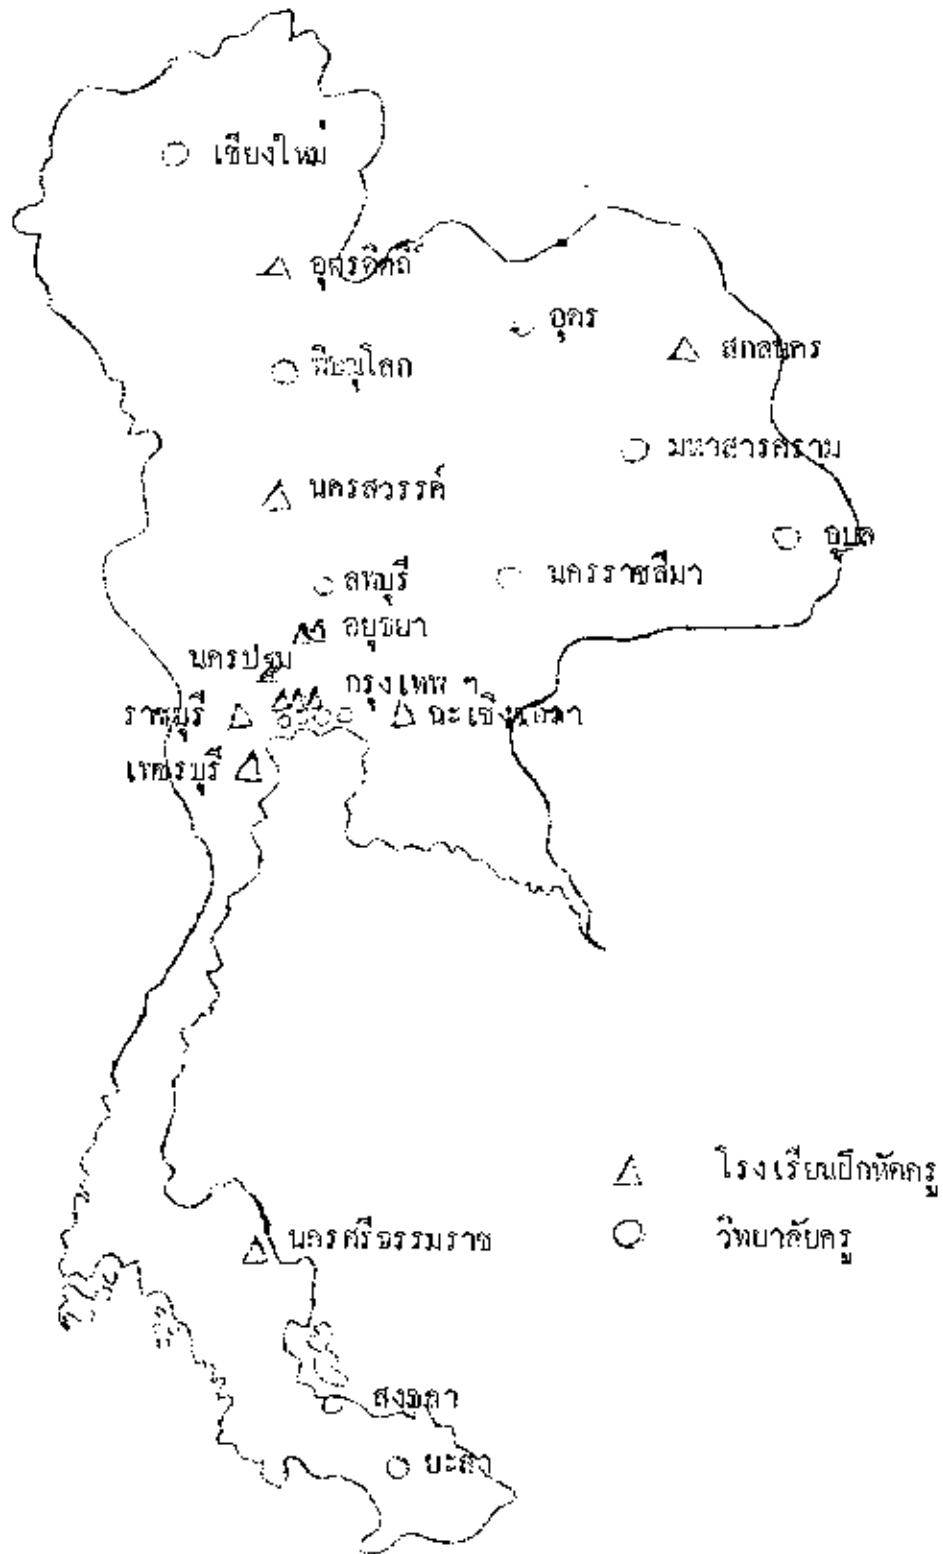 เชียงใหม่
อุตรดิตถ์
อุดร
สกลนคร
พิษณุโลก
มหาสารคราม
นครสวรรค์
อุบล
ลพบุรี
นครราชสีมา
อยุธยา
นครปฐม
กรุงเทพ ฯ
ราชบุรี
ฉะเชิงเทรา
เพชรบุรี
โรงเรียนฝึกหัดครู
วิทยาลัยครู
นครศรีธรรมราช
สงขลา
ยะลา